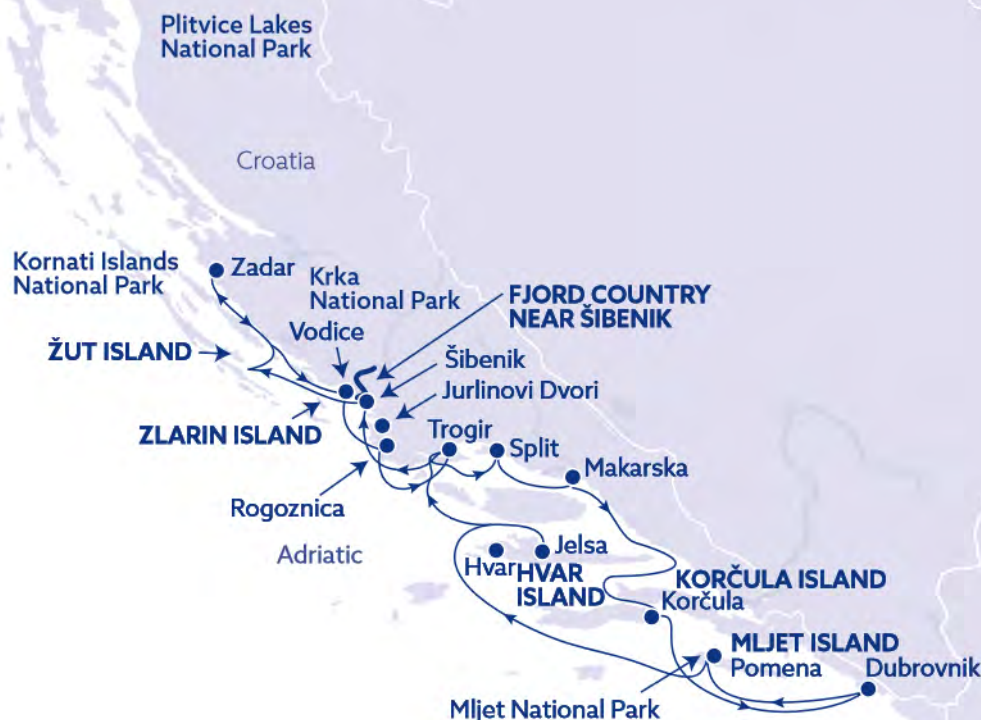 Plitvice Lakes
National Park
Croatia
Kornati Islands
National Park
Zadar
Krka
National Park
Vodice
FJORD COUNTRY
NEAR ŠIBENIK
ŽUT ISLAND
Šibenik
Jurlinovi Dvori
ZLARIN ISLAND
Trogir
Split
Makarska
Rogoznica
Adriatic
Hvar
Jelsa
HVAR
ISLAND
KORČULA ISLAND
Korčula
MLJET ISLAND
Pomena
Dubrovnik
Mljet National Park